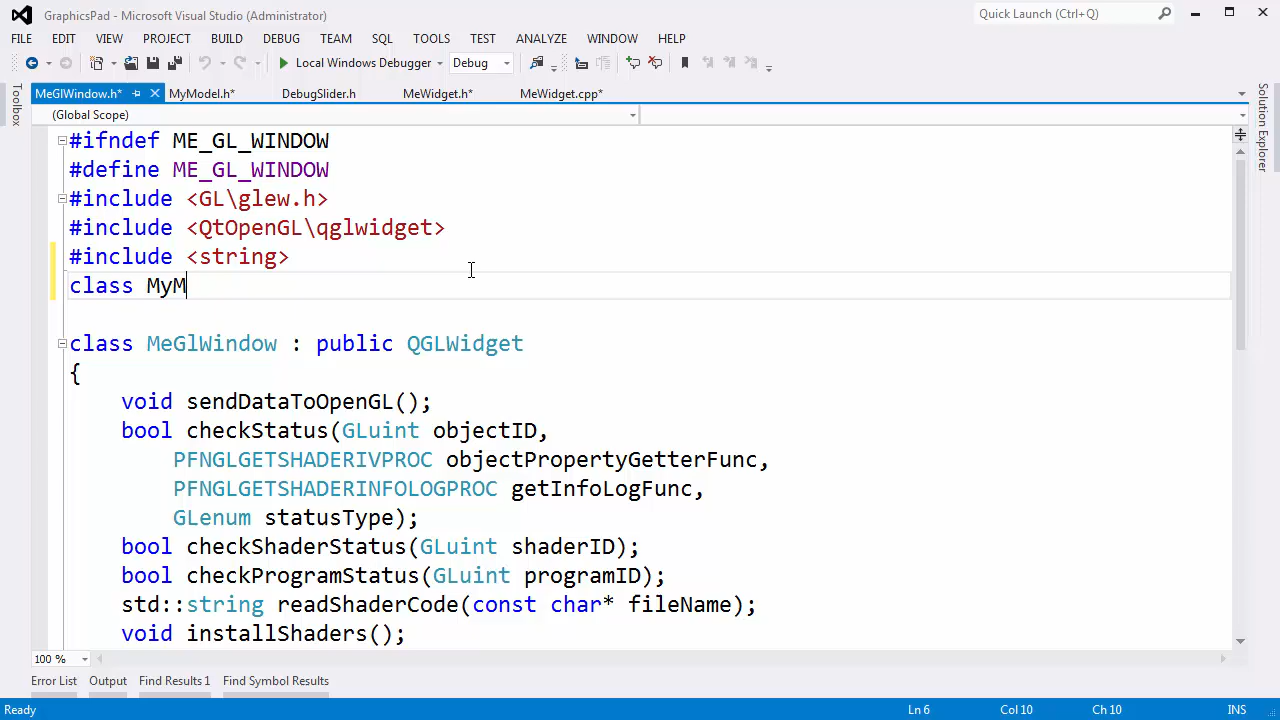 GraphicsPad - Microsoft Visual Studio (Administrator)
Quick Launch (Ctrl+Q)
FILE EDIT VIEW PROJECT BUILD DEBUG TEAM SQL TOOLS TEST ANALYZE WINDOW HELP
Local Windows Debugger Debug
MeGlWindow.h* MyModel.h* DebugSlider.h MeWidget.h* MeWidget.cpp*
Toolbox
Solution Explorer
(Global Scope)
#ifndef ME_GL_WINDOW
#define ME_GL_WINDOW
#include <GL\glew.h>
#include <QtOpenGL\qglwidget>
#include <string>
class MyM
class MeGlWindow : public QGLWidget
{
void sendDataToOpenGL();
bool checkStatus(GLuint objectID,
PFNGLGETSHADERIVPROC objectPropertyGetterFunc,
PFNGLGETSHADERINFOLOGPROC getInfoLogFunc,
GLenum statusType);
bool checkShaderStatus(GLuint shaderID);
bool checkProgramStatus(GLuint programID);
std::string readShaderCode(const char* fileName);
void installShaders();
100 %
Error List Output Find Results 1 Find Symbol Results
Ready Ln 6 Col 10 Ch 10 INS